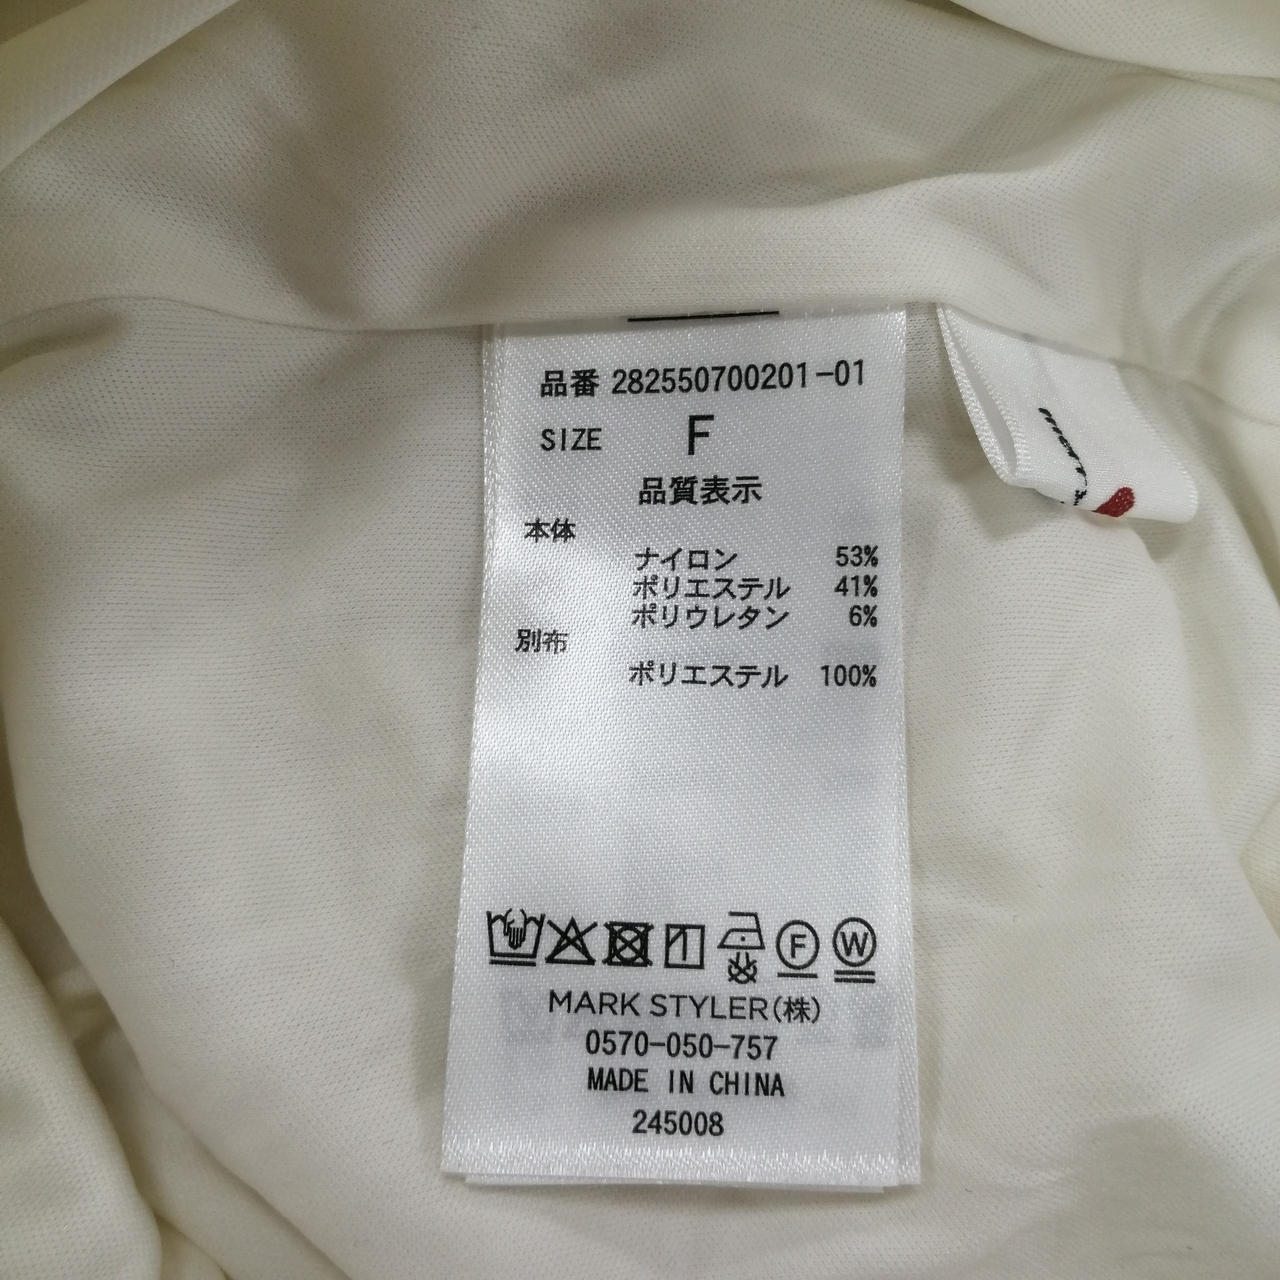 品番 282550700201-01
SIZE F
品質表示
本体
ナイロン 53%
ポリエステル 41%
ポリウレタン 6%
別布
ポリエステル 100%
F W
MARK STYLER(株)
0570-050-757
MADE IN CHINA
245008